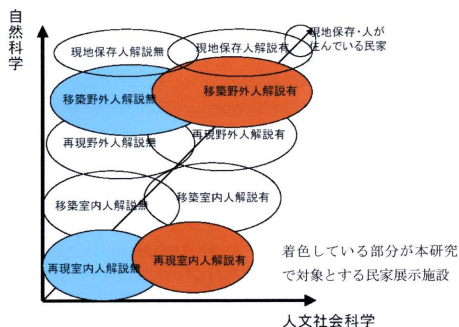 自然科学
現地保存人解説無
現地保存人解説有
現地保存・人が
住んでいる民家
移築野外人解説無
移築野外人解説有
再現野外人解説無
再現野外人解説有
移築室内人解説無
移築室内人解説有
再現室内人解説無
再現室内人解説有
着色している部分が本研究
で対象とする民家展示施設
人文社会科学